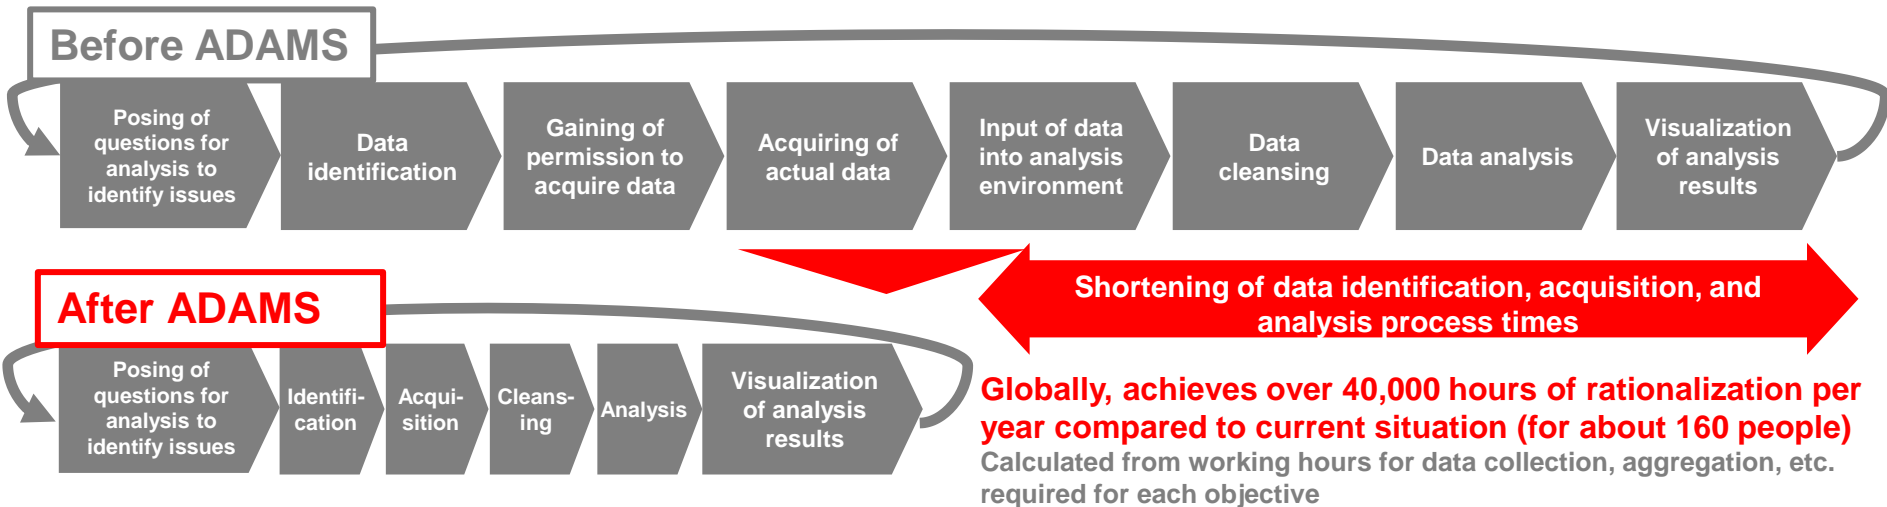 Before ADAMS
Posing of
questions for
analysis to
identify issues
Data
identification
Gaining of
permission to
acquire data
Acquiring of
actual data
Input of data
into analysis
environment
Data
cleansing
Data analysis
Visualization
of analysis
results
Shortening of data identification, acquisition, and
analysis process times
After ADAMS
Posing of
questions for
analysis to
identify issues
Identifi-
cation
Acqui-
sition
Cleans-
ing
Analysis
Visualization
of analysis
results
Globally, achieves over 40,000 hours of rationalization per
year compared to current situation (for about 160 people)
Calculated from working hours for data collection, aggregation, etc.
required for each objective